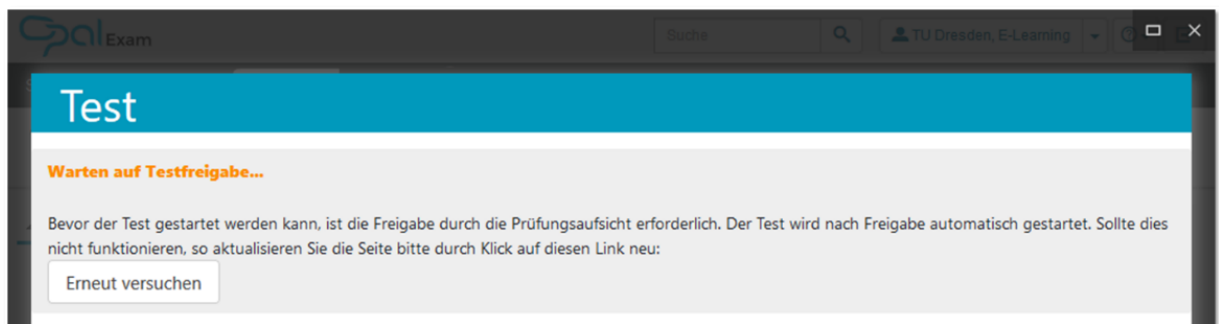 Opal Exam
Suche
TU Dresden, E-Learning
Test
Warten auf Testfreigabe...
Bevor der Test gestartet werden kann, ist die Freigabe durch die Prüfungsaufsicht erforderlich. Der Test wird nach Freigabe automatisch gestartet. Sollte dies
nicht funktionieren, so aktualisieren Sie die Seite bitte durch Klick auf diesen Link neu:
Erneut versuchen